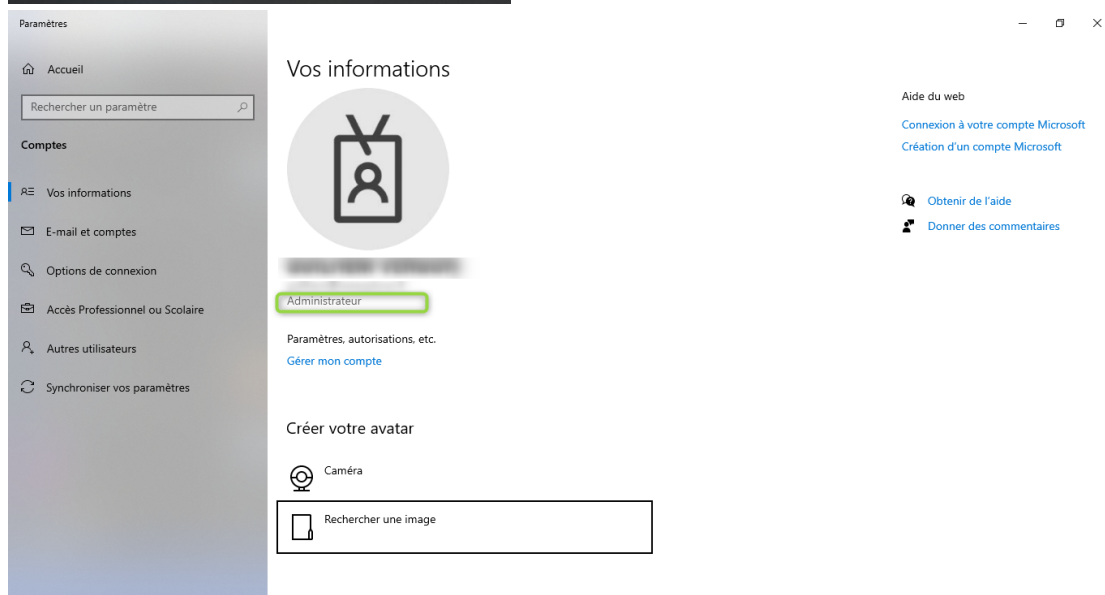 Paramètres
Accueil
Rechercher un paramètre
Comptes
Vos informations
E-mail et comptes
Options de connexion
Accès Professionnel ou Scolaire
Autres utilisateurs
Synchroniser vos paramètres
Vos informations
Administrateur
Paramètres, autorisations, etc.
Gérer mon compte
Créer votre avatar
Caméra
Rechercher une image
Aide du web
Connexion à votre compte Microsoft
Création d'un compte Microsoft
Obtenir de l'aide
Donner des commentaires